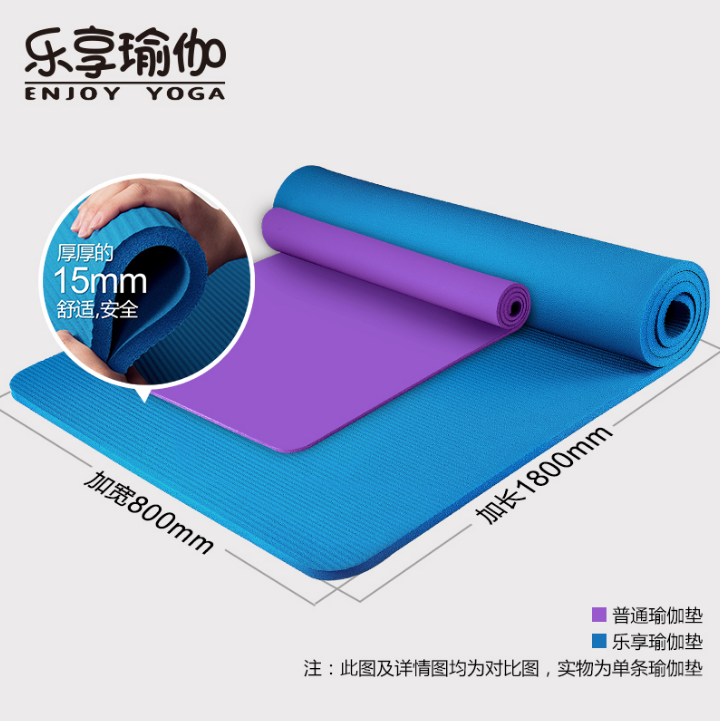 乐享瑜伽
ENJOY YOGA
厚厚的
15mm
舒适,安全
加宽800mm
加长1800mm
普通瑜伽垫
乐享瑜伽垫
注：此图及详情图均为对比图，实物为单条瑜伽垫